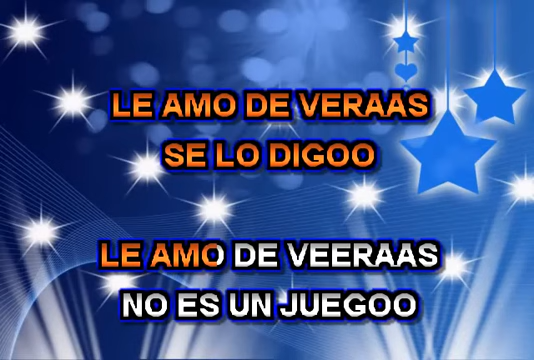 LE AMO DE VERAAS
SE LO DIGOO
LE AMO DE VEERAAS
NO ES UN JUEGOO